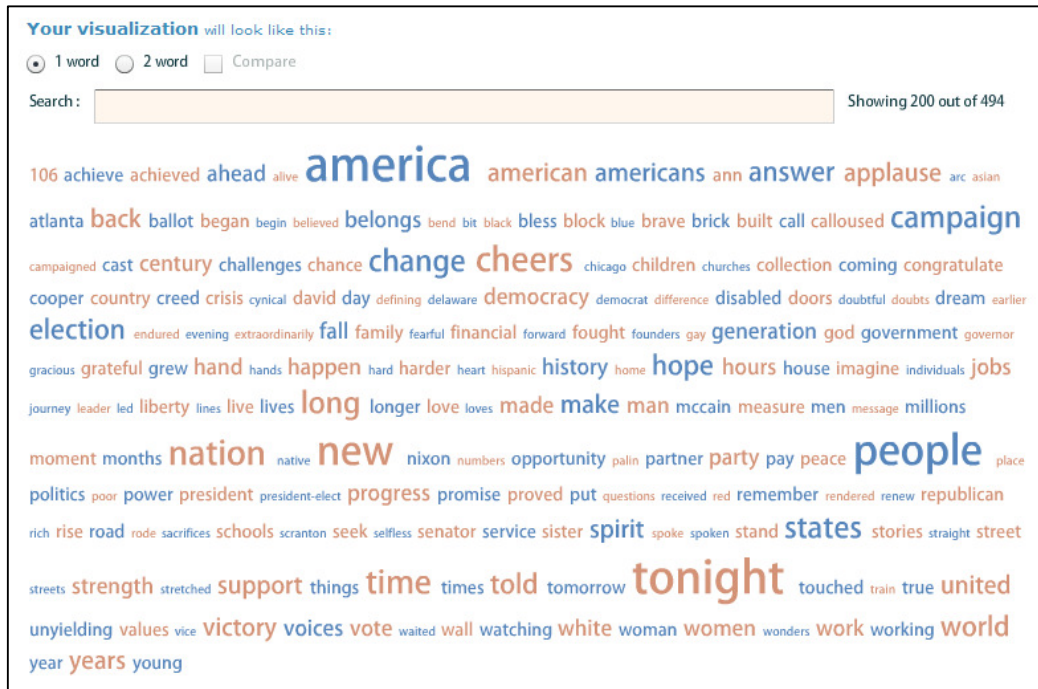 Your visualization will look like this:
1 word 2 word Compare
Search : Showing 200 out of 494
106 achieve achieved ahead alive america american americans ann answer applause arc asian
atlanta back ballot began begin believed belongs bend bit black bless block blue brave brick built call calloused campaign
campaigned cast century challenges chance change cheers chicago children churches collection coming congratulate
cooper country creed crisis cynical david day defining delaware democracy democrat difference disabled doors doubtful doubts dream earlier
election endured evening extraordinarily fall family fearful financial forward fought founders gay generation god government governor
gracious grateful grew hand hands happen hard harder heart hispanic history home hope hours house imagine individuals jobs
journey leader led liberty lines live lives long longer love loves made make man mccain measure men message millions
moment months nation native new nixon numbers opportunity palin partner party pay peace people place
politics poor power president president-elect progress promise proved put questions received red remember rendered renew republican
rich rise road rode sacrifices schools scranton seek selfless senator service sister spirit spoke spoken stand states stories straight street
streets strength stretched support things time times told tomorrow tonight touched train true united
unyielding values vice victory voices vote waited wall watching white woman women wonders work working world
year years young